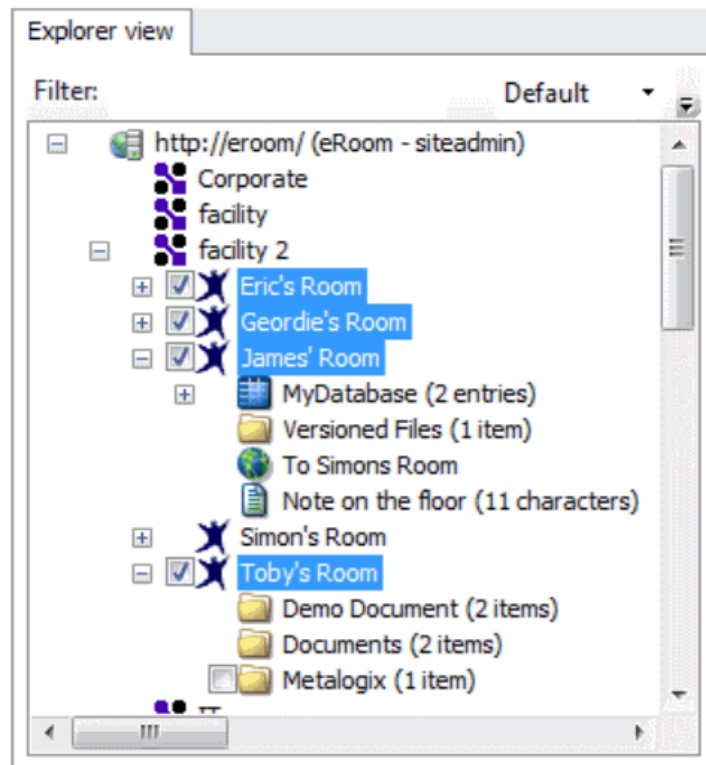 Explorer view
Filter: Default
http://eroom/ (eRoom - siteadmin)
Corporate
facility
facility 2
Eric's Room
Geordie's Room
James' Room
MyDatabase (2 entries)
Versioned Files (1 item)
To Simons Room
Note on the floor (11 characters)
Simon's Room
Toby's Room
Demo Document (2 items)
Documents (2 items)
Metalogix (1 item)